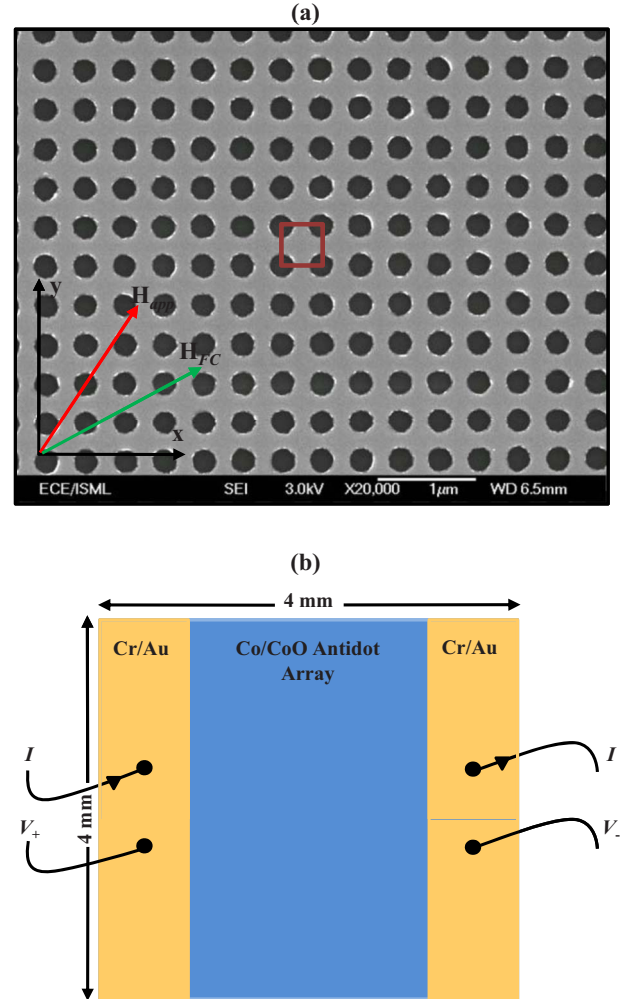 (a)
y
H_app
H_FC
x
ECE/ISML SEI 3.0kV X20,000 1μm WD 6.5mm
(b)
4 mm
Cr/Au Co/CoO Antidot Cr/Au
Array
I I
V+ V-
4 mm